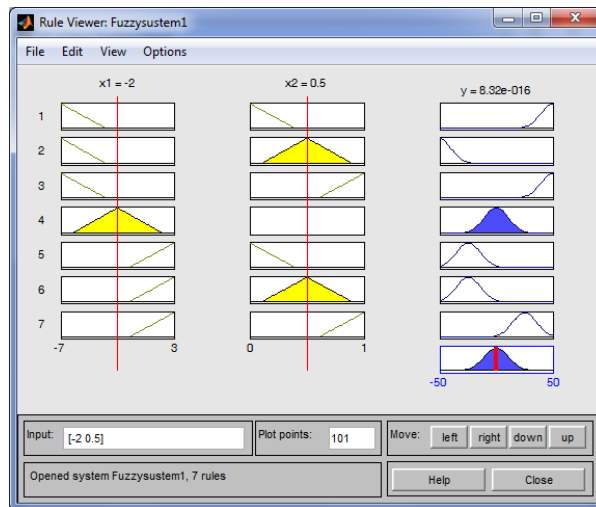 Rule Viewer: Fuzzysustem1
File Edit View Options
x1 = -2 x2 = 0.5 y = 8.32e-016
1
2
3
4
5
6
7
-7 3 0 1
-50 50
Input: [-2 0.5] Plot points: 101 Move: left right down up
Opened system Fuzzysustem1, 7 rules Help Close